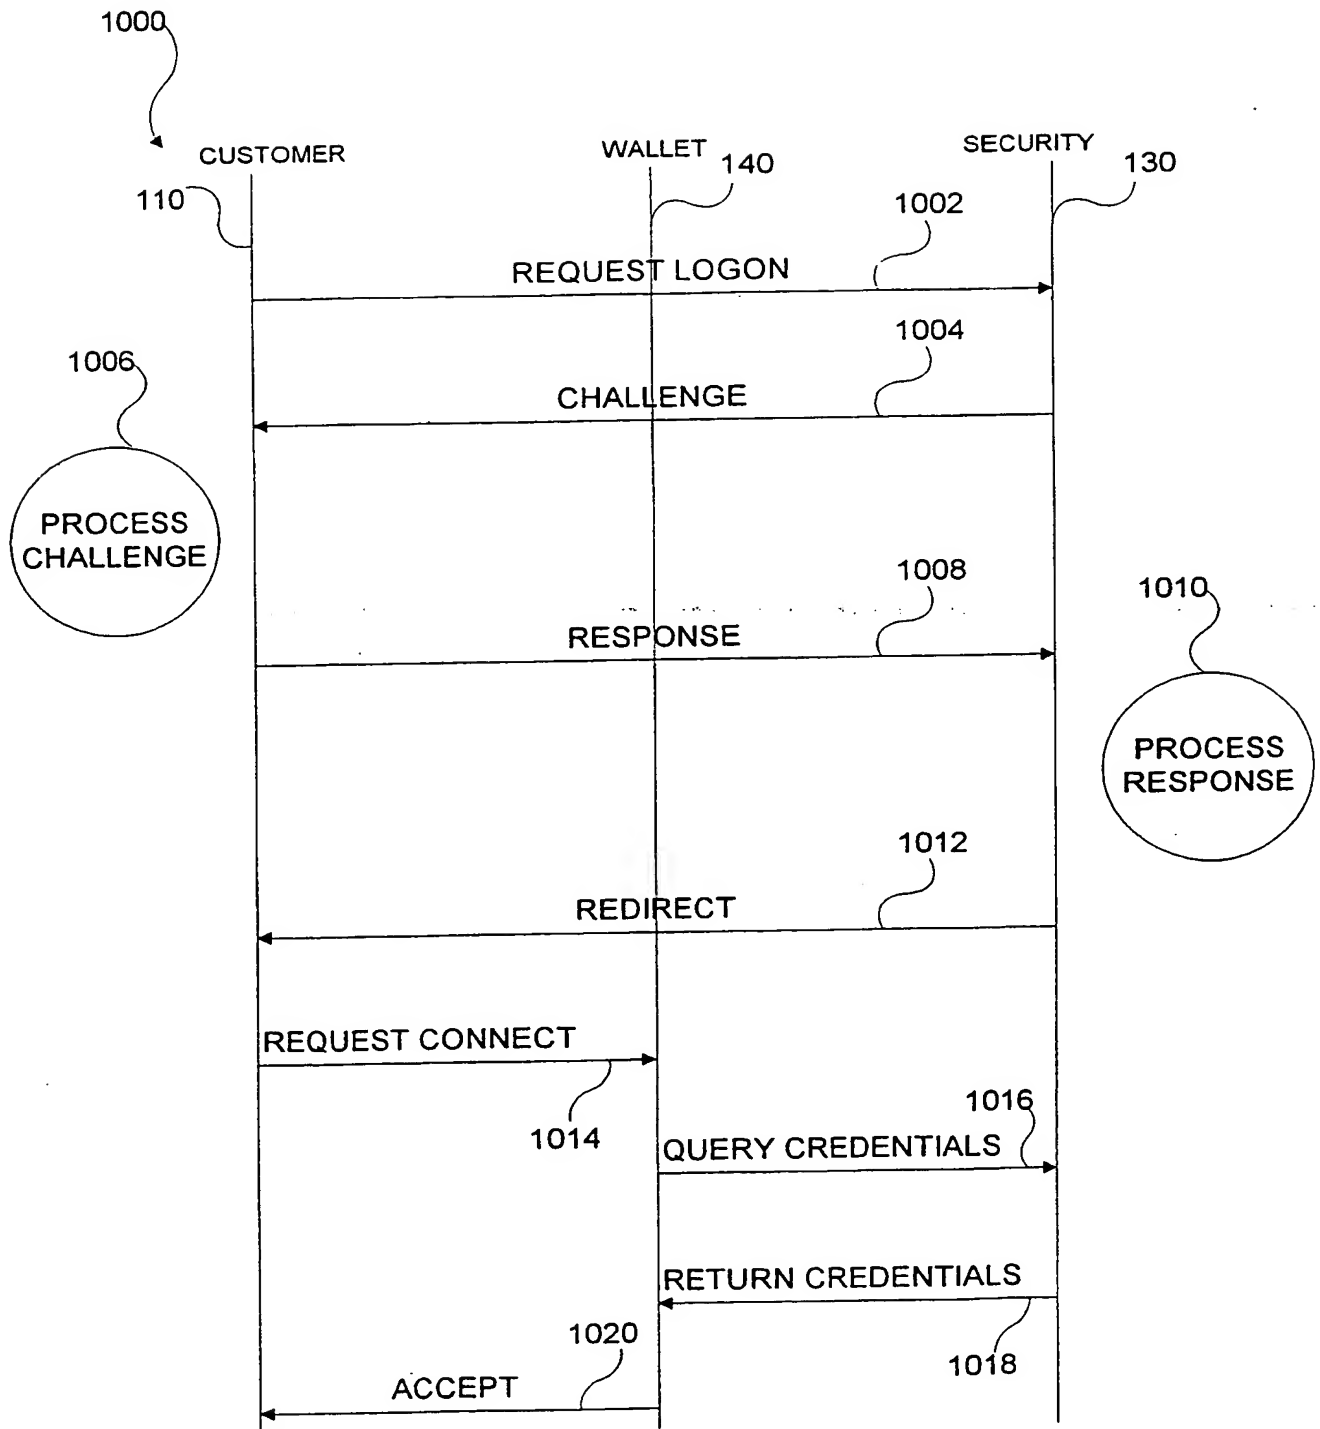 1000
CUSTOMER
WALLET
SECURITY
110
140
130
1002
REQUEST LOGON
1004
1006
CHALLENGE
PROCESS
CHALLENGE
1008
1010
RESPONSE
PROCESS
RESPONSE
1012
REDIRECT
REQUEST CONNECT
1014
1016
QUERY CREDENTIALS
RETURN CREDENTIALS
1020
1018
ACCEPT